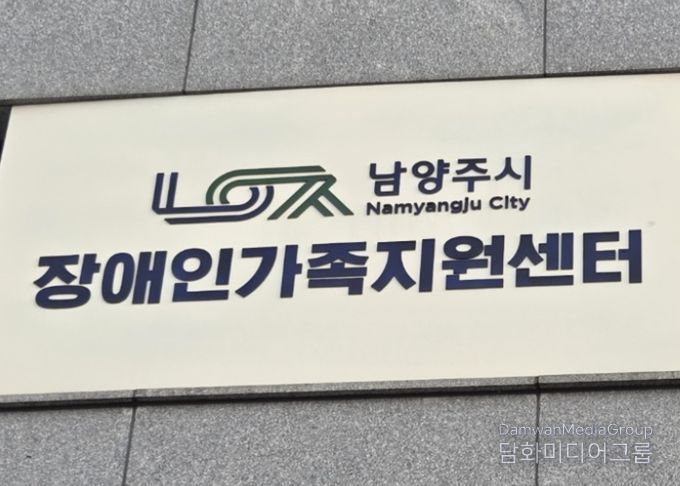 남양주시
Namyangju City
장애인가족지원센터
DamwanMediaGroup
담화미디어그룹